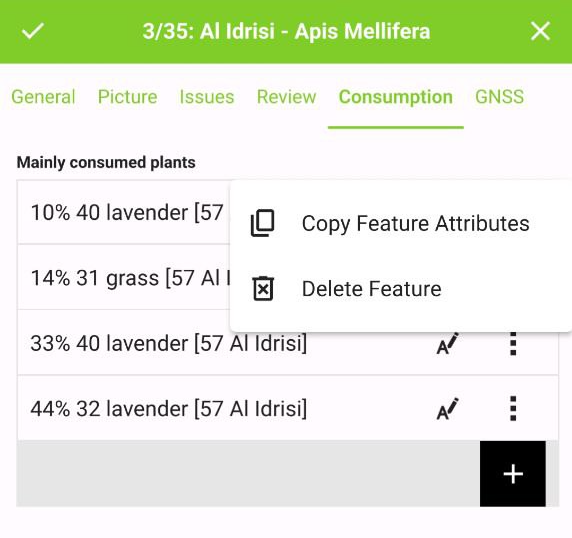 3/35: Al Idrisi - Apis Mellifera
General Picture Issues Review Consumption GNSS
Mainly consumed plants
10% 40 lavender [57
Copy Feature Attributes
14% 31 grass [57 Al
Delete Feature
33% 40 lavender [57 Al Idrisi]
44% 32 lavender [57 Al Idrisi]